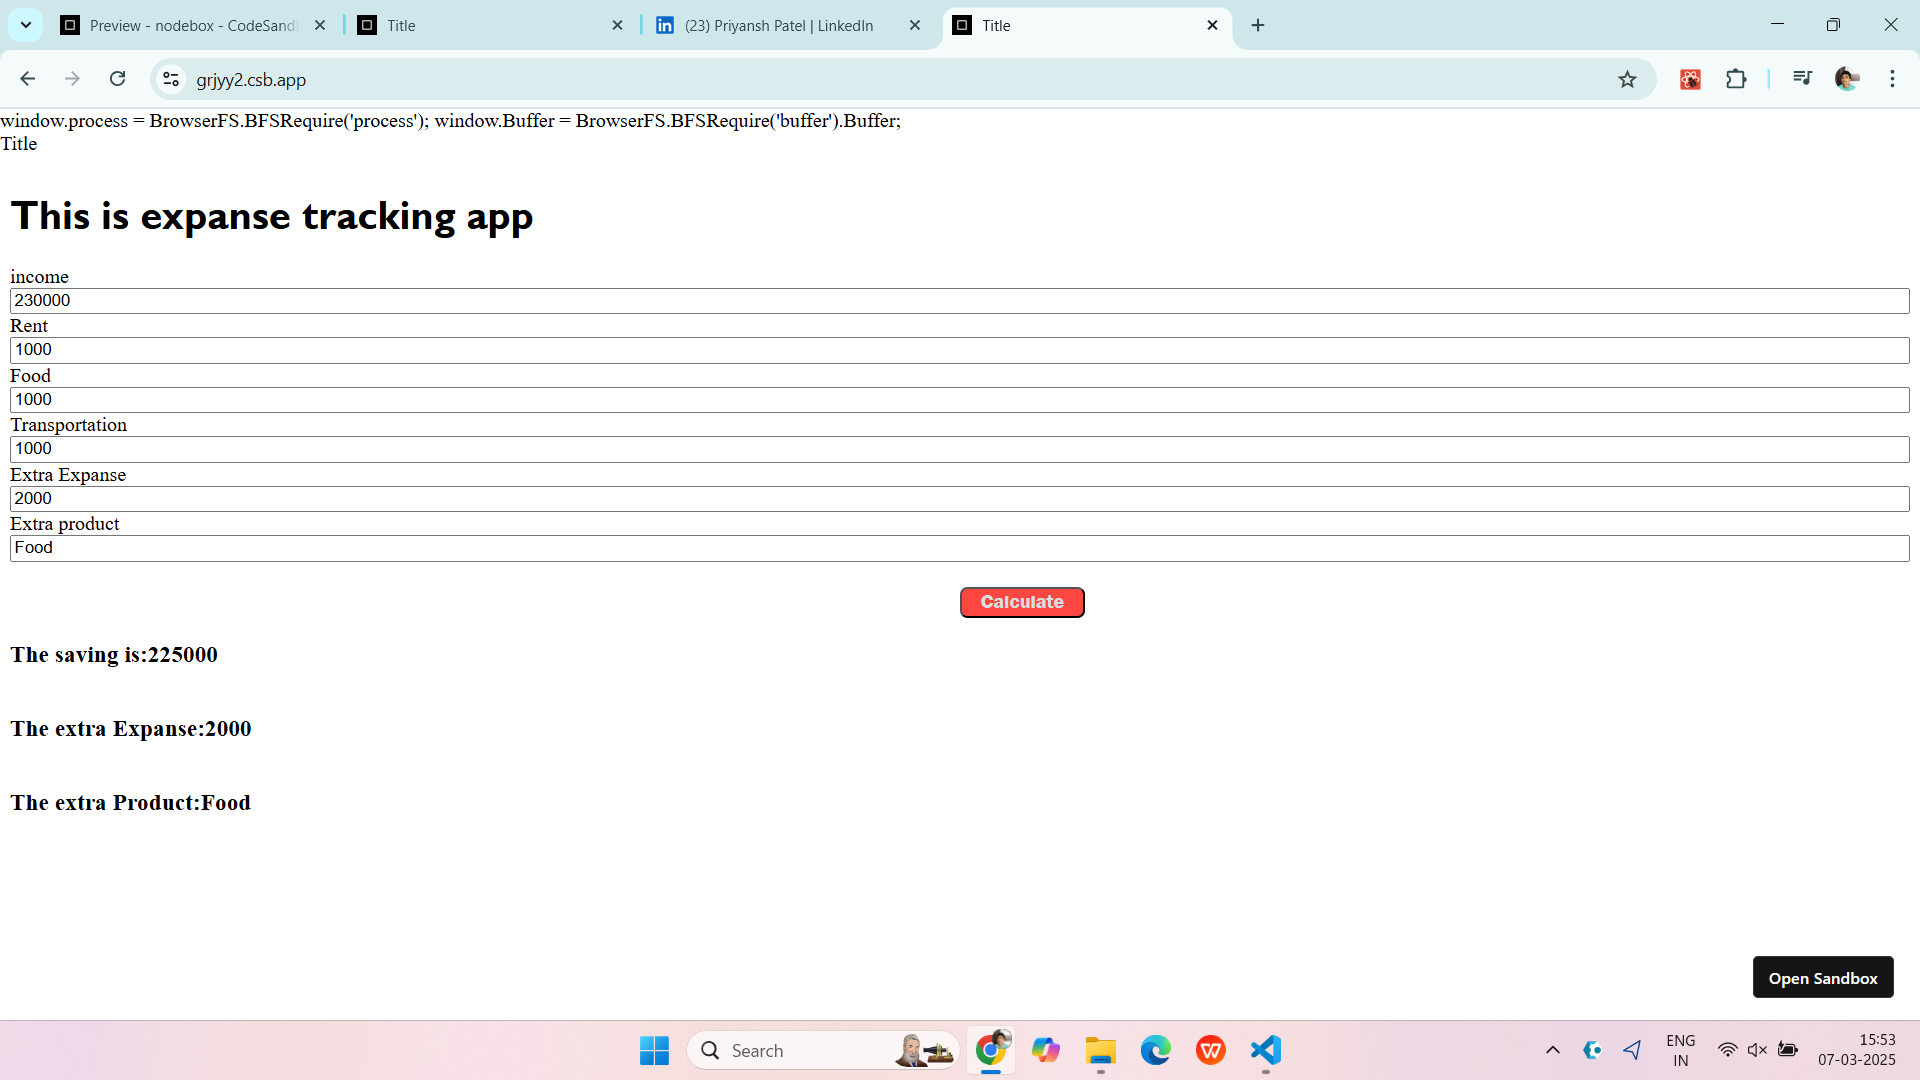 Preview - nodebox - CodeSand
Title
(23) Priyansh Patel | LinkedIn
Title
grjyy2.csb.app
window.process = BrowserFS.BFSRequire('process'); window.Buffer = BrowserFS.BFSRequire('buffer').Buffer;
Title
This is expanse tracking app
income
230000
Rent
1000
Food
1000
Transportation
1000
Extra Expanse
2000
Extra product
Food
Calculate
The saving is:225000
The extra Expanse:2000
The extra Product:Food
Open Sandbox
Search
ENG
IN
15:53
07-03-2025